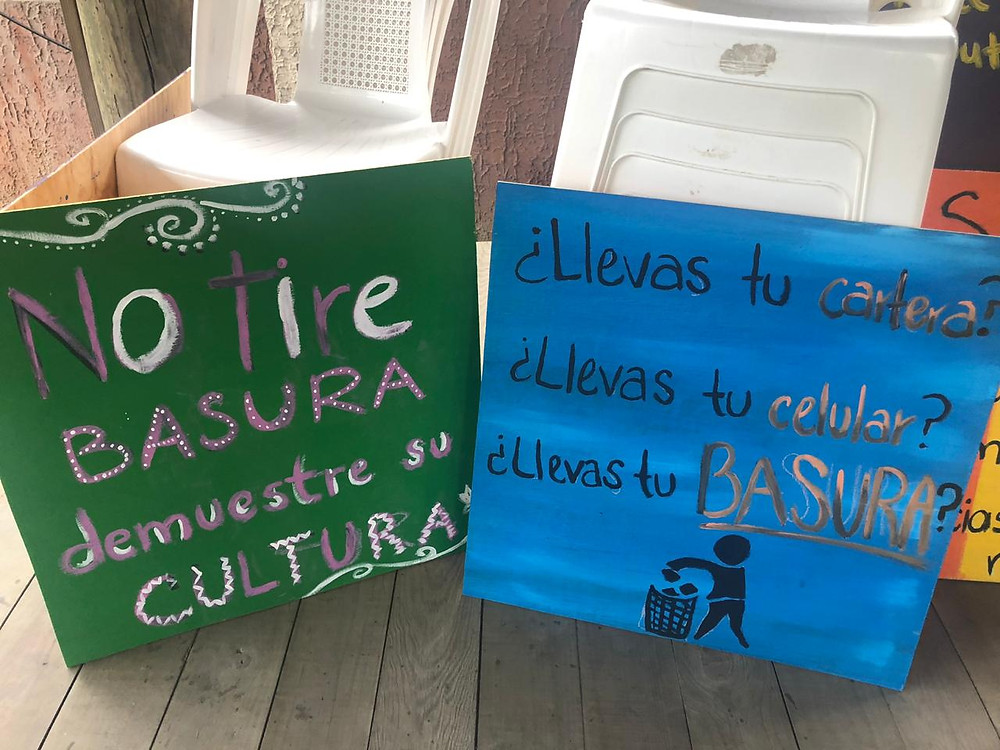 No tire
BASURA
demuestre su
CULTURA
¿Llevas tu cartera?
¿Llevas tu celular?
¿Llevas tu BASURA?